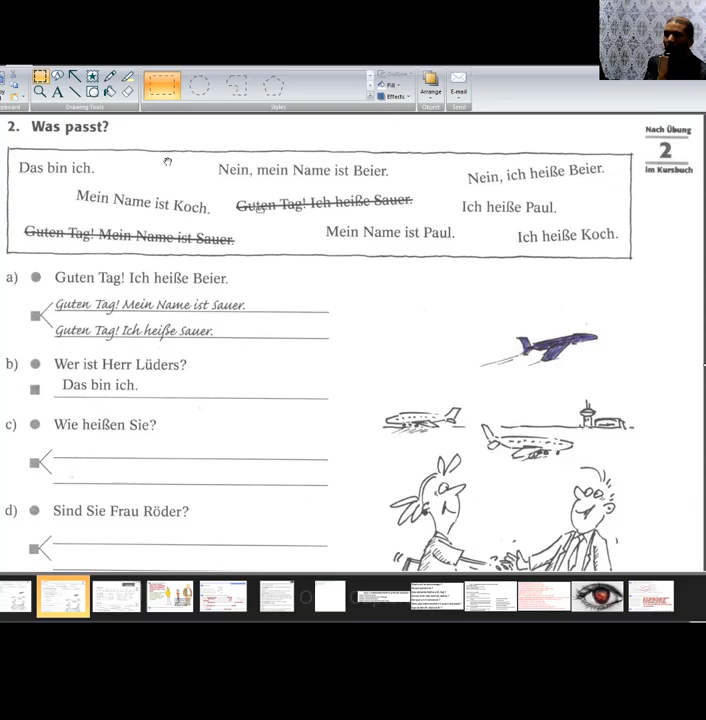 Outline
Fill
Effects
Arrange
E-mail
Drawing Tools
Styles
Object
Send
2. Was passt?
Nach Übung
2
im Kursbuch
Das bin ich.
Nein, mein Name ist Beier.
Nein, ich heiße Beier.
Mein Name ist Koch.
Guten Tag! Ich heiße Sauer.
Ich heiße Paul.
Guten Tag! Mein Name ist Sauer.
Mein Name ist Paul.
Ich heiße Koch.
a) Guten Tag! Ich heiße Beier.
Guten Tag! Mein Name ist Sauer.
Guten Tag! Ich heiße Sauer.
b) Wer ist Herr Lüders?
Das bin ich.
c) Wie heißen Sie?
d) Sind Sie Frau Röder?